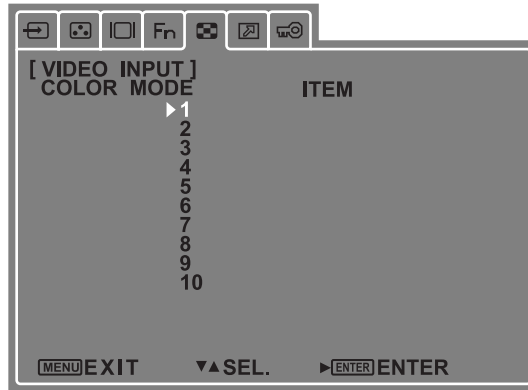 Fn
[ VIDEO INPUT ]
COLOR MODE ITEM
▶1
2
3
4
5
6
7
8
9
10
MENU EXIT ▼▲SEL. ▶ENTER ENTER